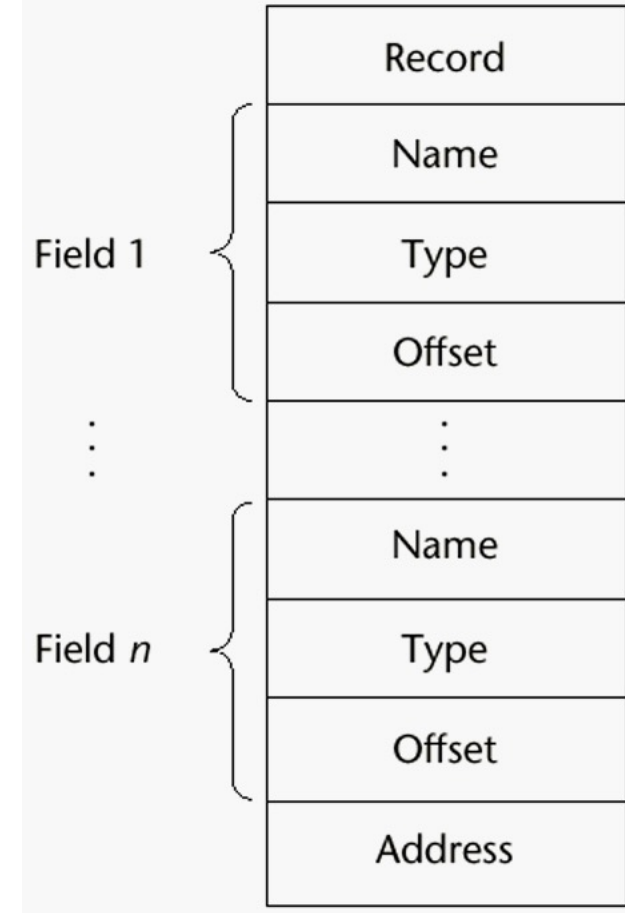 Record
Name
Field 1
Type
Offset
⋮ ⋮
Name
Field n
Type
Offset
Address